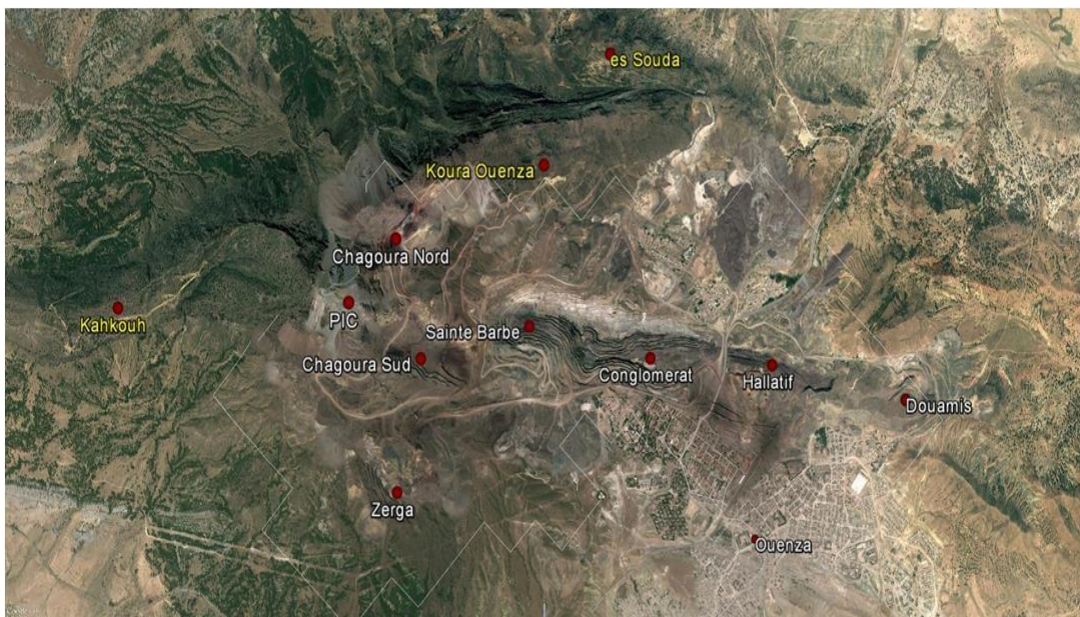 es Souda
Koura Ouenza
Chagoura Nord
Kahkouh
PIC
Sainte Barbe
Chagoura Sud
Conglomerat
Hallatif
Douamis
Zerga
Ouenza